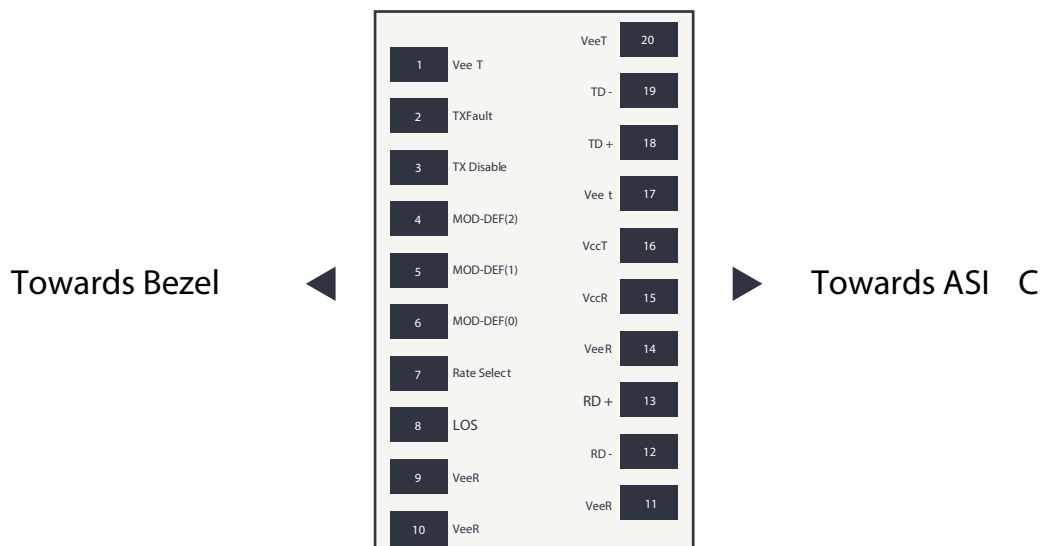 VeeT 20
1 Vee T
TD - 19
2 TXFault
TD + 18
3 TX Disable
Vee t 17
4 MOD-DEF(2)
VccT 16
5 MOD-DEF(1)
Towards Bezel
Towards ASI C
VccR 15
6 MOD-DEF(0)
VeeR 14
7 Rate Select
RD + 13
8 LOS
RD - 12
9 VeeR
VeeR 11
10 VeeR